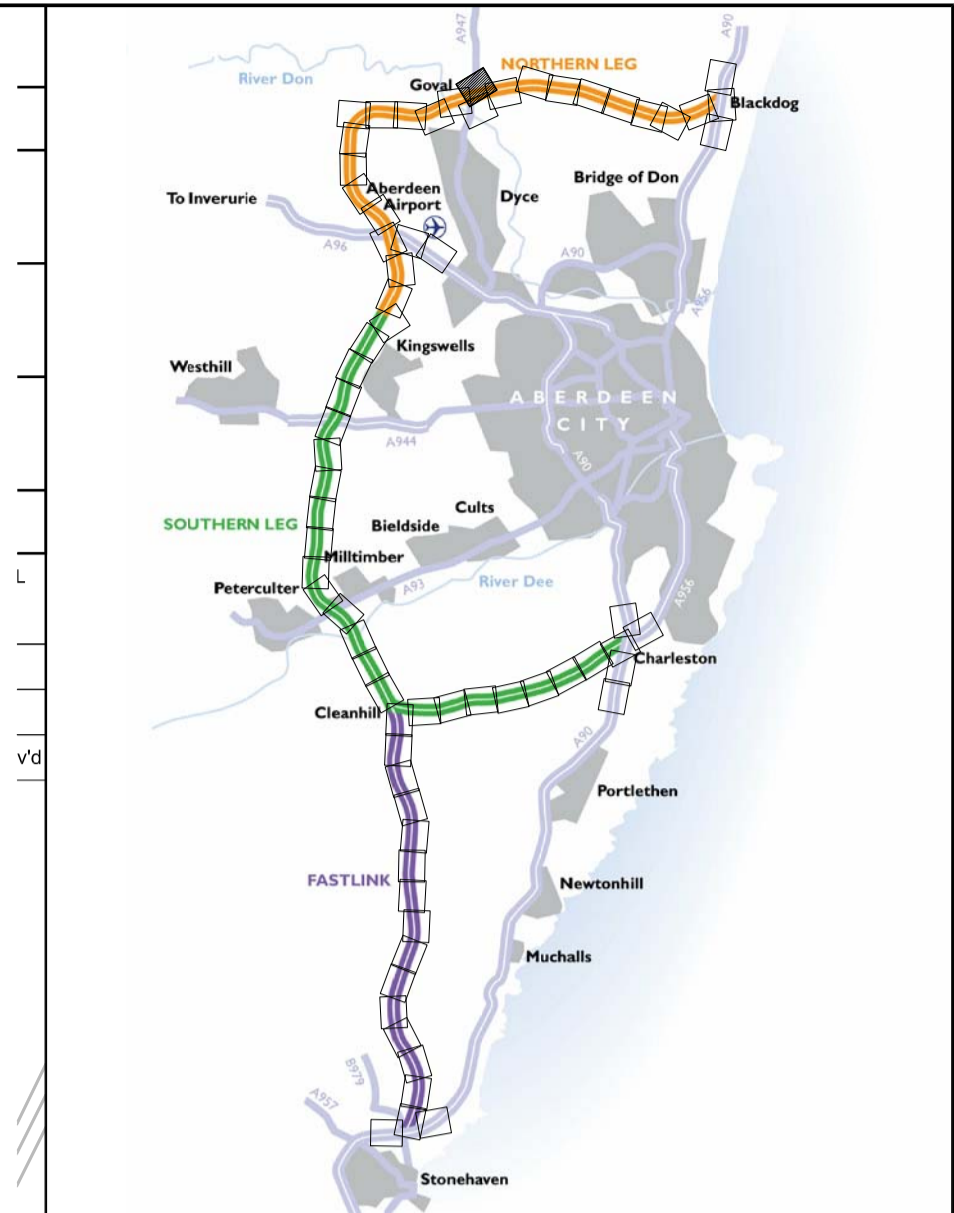 A947
A90
NORTHERN LEG
River Don
Goval
Blackdog
Bridge of Don
Aberdeen
Airport
To Inverurie
Dyce
A96
A90
A956
Kingswells
Westhill
ABERDEEN
CITY
A944
A90
Cults
SOUTHERN LEG
Bieldside
Milltimber
L
River Dee
Peterculter
A93
A956
Charleston
Cleanhill
A90
v'd
Portlethen
FASTLINK
Newtonhill
Muchalls
B979
A957
Stonehaven